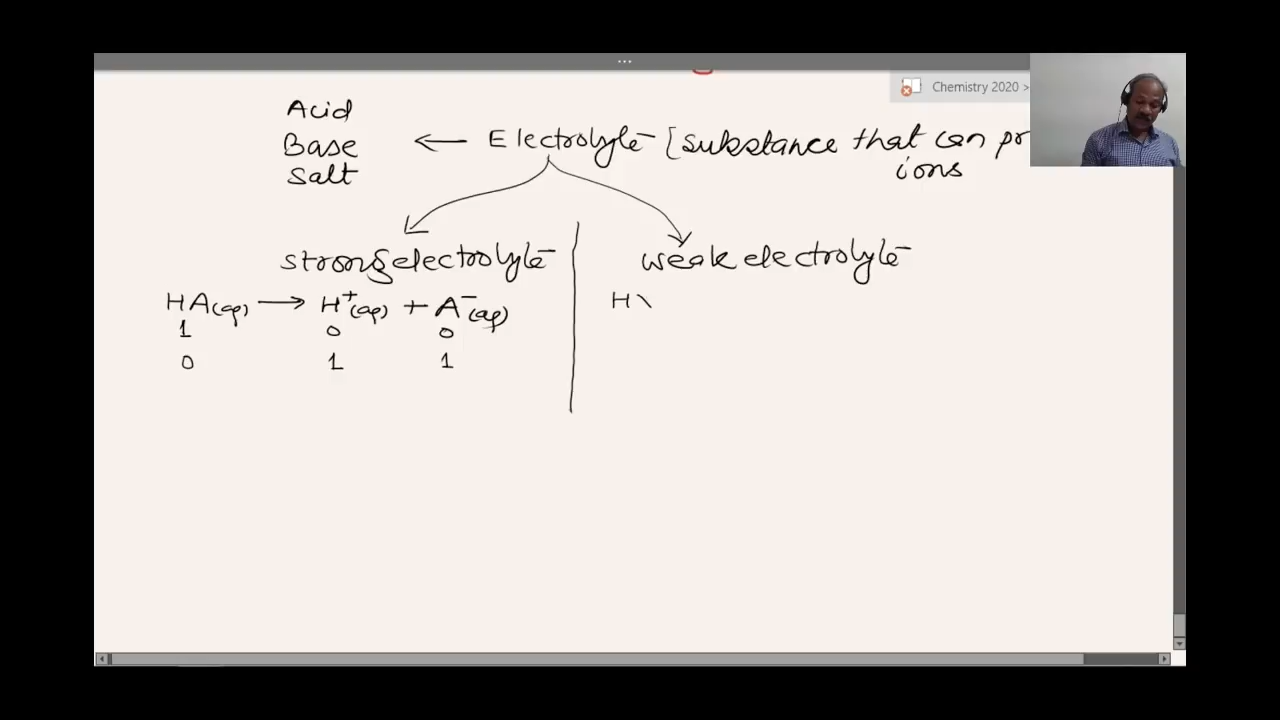 Chemistry 2020 >
Acid
Base ← Electrolyte [substance that can
Salt ions
strong electrolyte weak electrolyte
HA(aq) → H⁺(aq) + A⁻(aq) H\
1 0 0
0 1 1